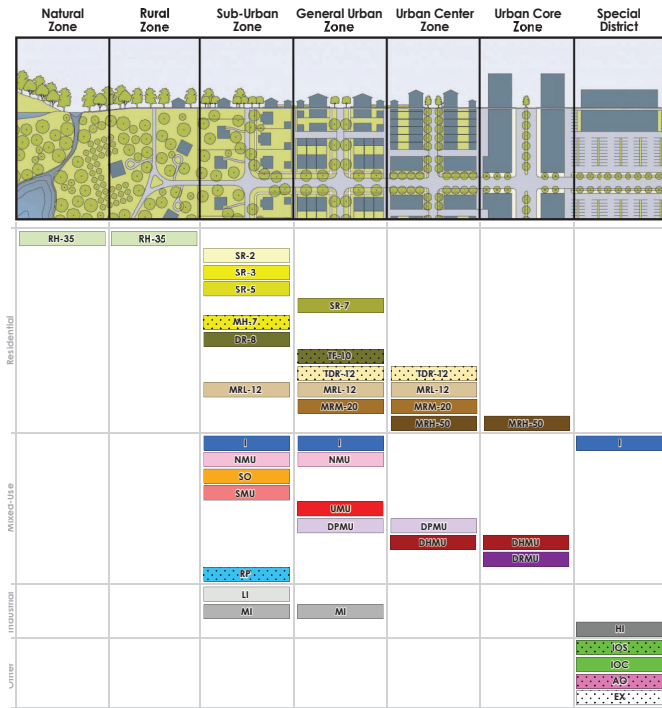 Natural Zone
Rural Zone
Sub-Urban Zone
General Urban Zone
Urban Center Zone
Urban Core Zone
Special District
Residential
RH-35
RH-35
SR-2
SR-3
SR-5
SR-7
MH-7
DR-8
TF-10
TDR-12
TDR-12
MRL-12
MRL-12
MRL-12
MRM-20
MRM-20
MRH-50
MRH-50
Mixed-Use
I
I
I
NMU
NMU
SO
SMU
UMU
DPMU
DPMU
DHMU
DHMU
DRMU
RP
Industrial
LI
MI
MI
HI
Other
IOS
IOC
AO
EX